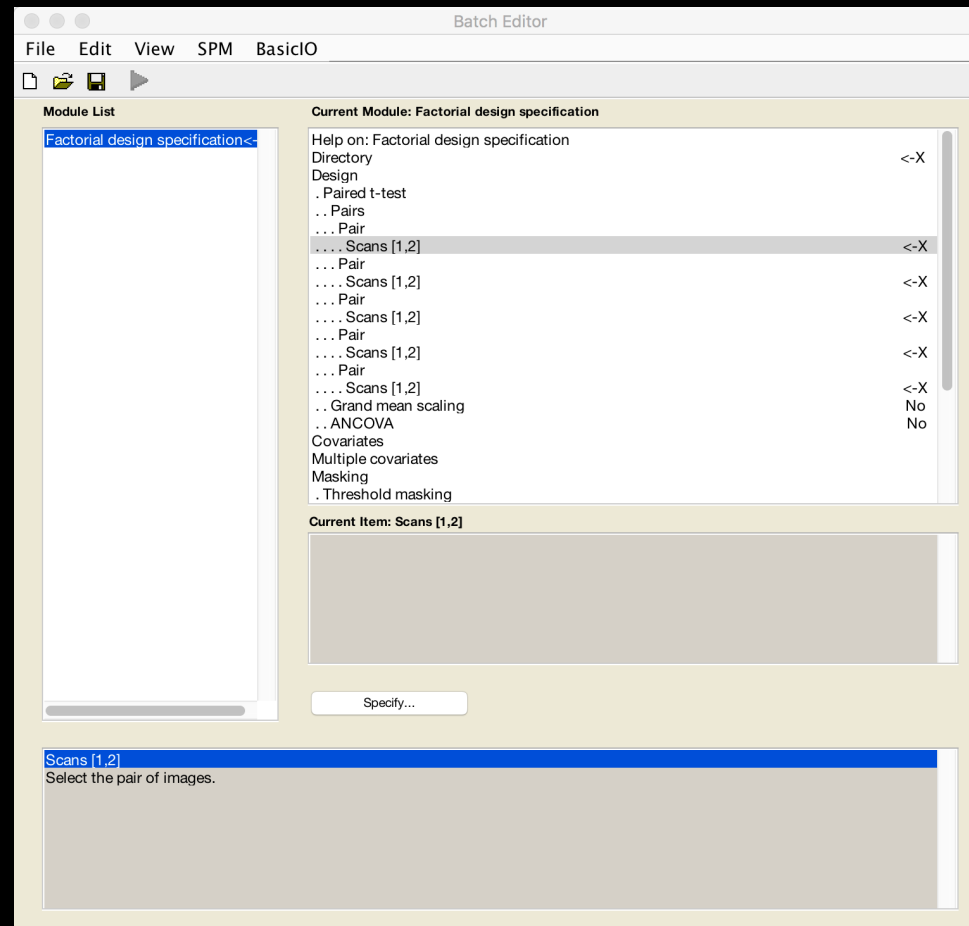 Batch Editor
File Edit View SPM BasicIO
Module List
Factorial design specification<-
Current Module: Factorial design specification
Help on: Factorial design specification
Directory <-X
Design
. Paired t-test
. . Pairs
. . . Pair
. . . . Scans [1,2] <-X
. . . Pair
. . . . Scans [1,2] <-X
. . . Pair
. . . . Scans [1,2] <-X
. . . Pair
. . . . Scans [1,2] <-X
. . . Pair
. . . . Scans [1,2] <-X
. . Grand mean scaling No
. . ANCOVA No
Covariates
Multiple covariates
Masking
. Threshold masking
Current Item: Scans [1,2]
Specify...
Scans [1,2]
Select the pair of images.